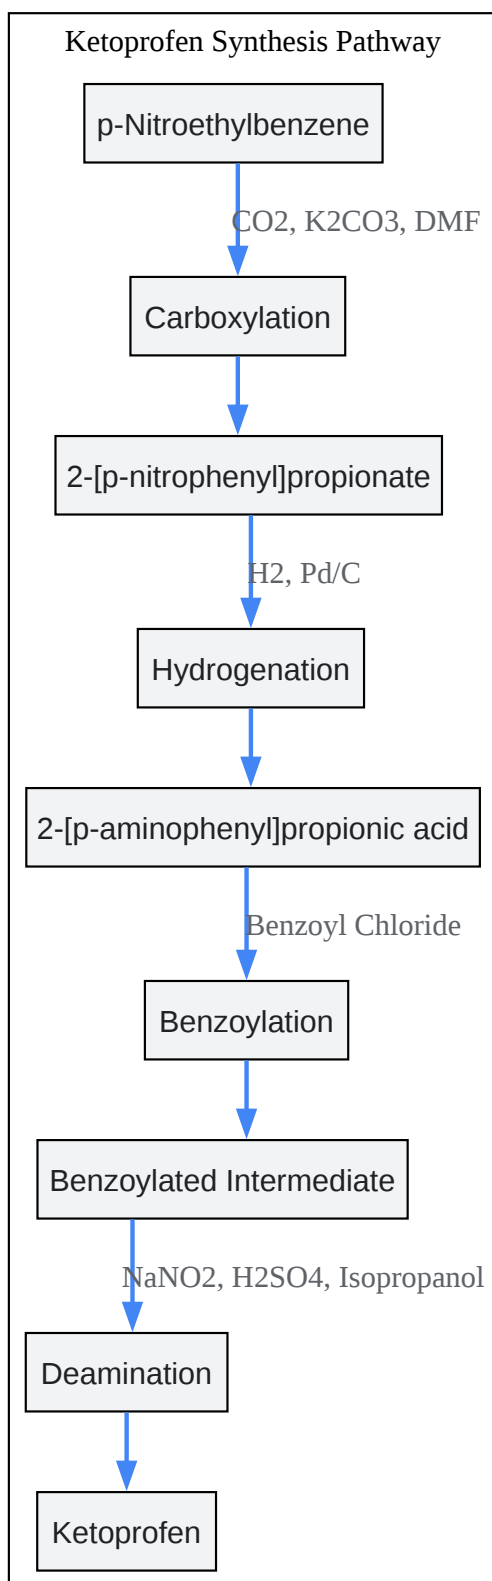 Ketoprofen Synthesis Pathway
p-Nitroethylbenzene
CO2, K2CO3, DMF
Carboxylation
2-[p-nitrophenyl]propionate
H2, Pd/C
Hydrogenation
2-[p-aminophenyl]propionic acid
Benzoyl Chloride
Benzoylation
Benzoylated Intermediate
NaNO2, H2SO4, Isopropanol
Deamination
Ketoprofen